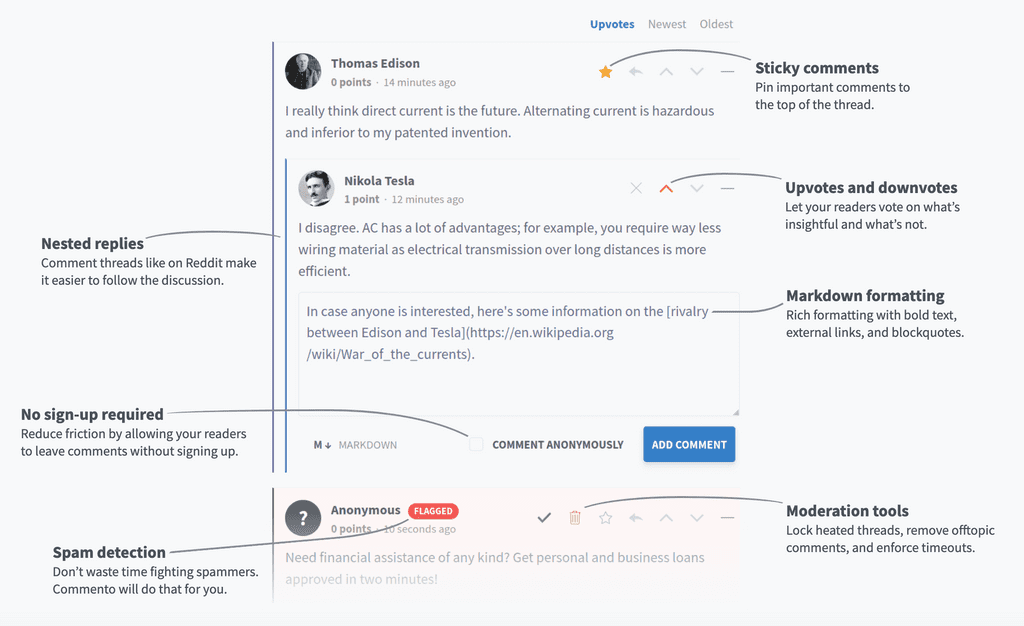 Upvotes Newest Oldest
Thomas Edison
0 points · 14 minutes ago
I really think direct current is the future. Alternating current is hazardous
and inferior to my patented invention.
Sticky comments
Pin important comments to
the top of the thread.
Nikola Tesla
1 point · 12 minutes ago
I disagree. AC has a lot of advantages; for example, you require way less
wiring material as electrical transmission over long distances is more
efficient.
Upvotes and downvotes
Let your readers vote on what's
insightful and what's not.
Nested replies
Comment threads like on Reddit make
it easier to follow the discussion.
In case anyone is interested, here's some information on the [rivalry
between Edison and Tesla](https://en.wikipedia.org
/wiki/War_of_the_currents).
Markdown formatting
Rich formatting with bold text,
external links, and blockquotes.
No sign-up required
Reduce friction by allowing your readers
to leave comments without signing up.
M↓ MARKDOWN
COMMENT ANONYMOUSLY
ADD COMMENT
Anonymous FLAGGED
0 points · 10 seconds ago
Need financial assistance of any kind? Get personal and business loans
approved in two minutes!
Moderation tools
Lock heated threads, remove offtopic
comments, and enforce timeouts.
Spam detection
Don't waste time fighting spammers.
Commento will do that for you.